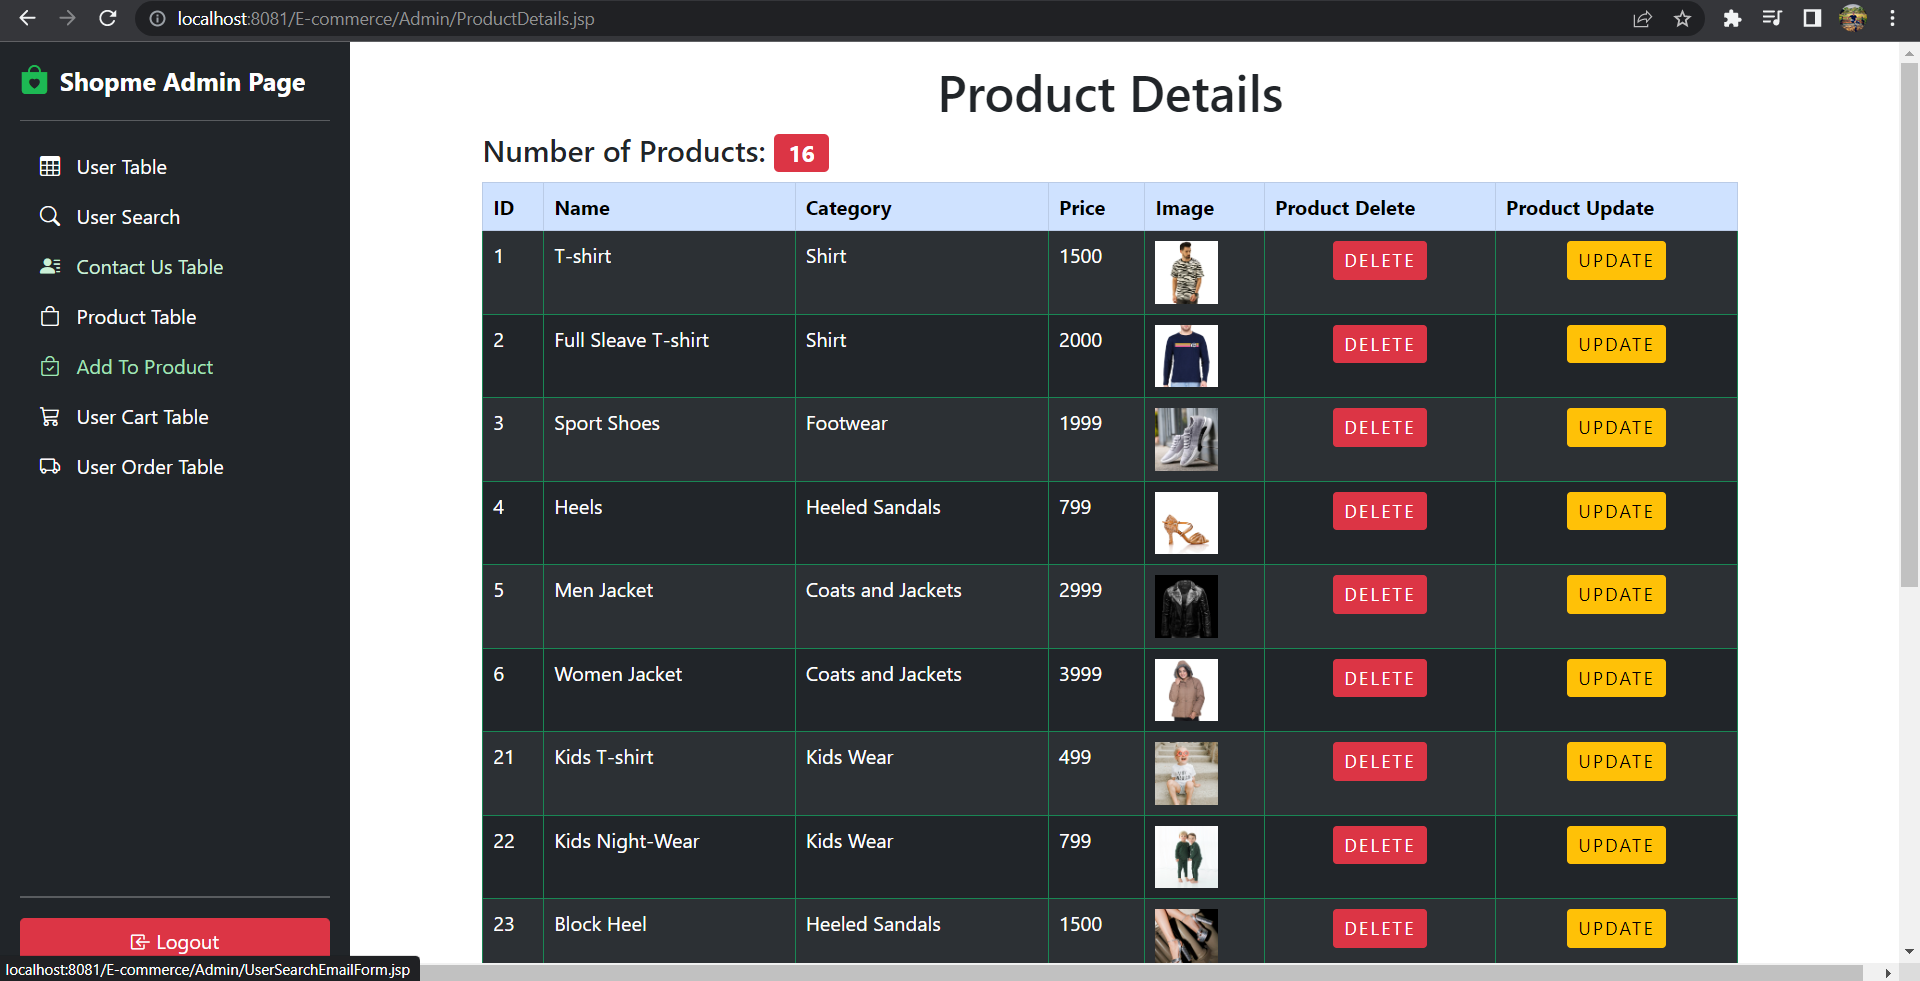 localhost:8081/E-commerce/Admin/ProductDetails.jsp
Shopme Admin Page
User Table
User Search
Contact Us Table
Product Table
Add To Product
User Cart Table
User Order Table
Logout
localhost:8081/E-commerce/Admin/UserSearchEmailForm.jsp
Product Details
Number of Products: 16
ID Name Category Price Image Product Delete Product Update
1 T-shirt Shirt 1500 DELETE UPDATE
2 Full Sleave T-shirt Shirt 2000 DELETE UPDATE
3 Sport Shoes Footwear 1999 DELETE UPDATE
4 Heels Heeled Sandals 799 DELETE UPDATE
5 Men Jacket Coats and Jackets 2999 DELETE UPDATE
6 Women Jacket Coats and Jackets 3999 DELETE UPDATE
21 Kids T-shirt Kids Wear 499 DELETE UPDATE
22 Kids Night-Wear Kids Wear 799 DELETE UPDATE
23 Block Heel Heeled Sandals 1500 DELETE UPDATE